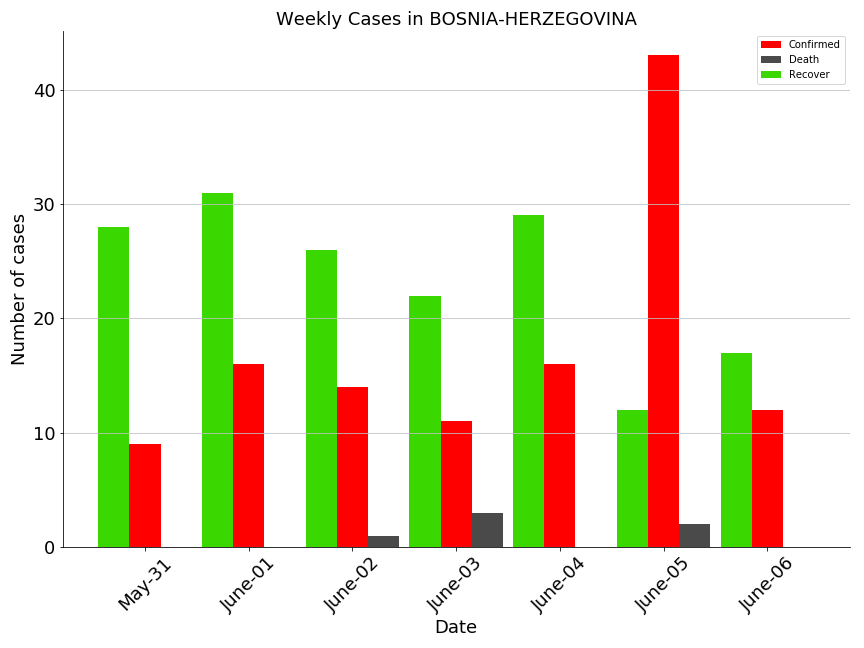 Weekly Cases in BOSNIA-HERZEGOVINA
Confirmed
Death
Recover
Number of cases
40
30
20
10
0
May-31
June-01
June-02
June-03
June-04
June-05
June-06
Date